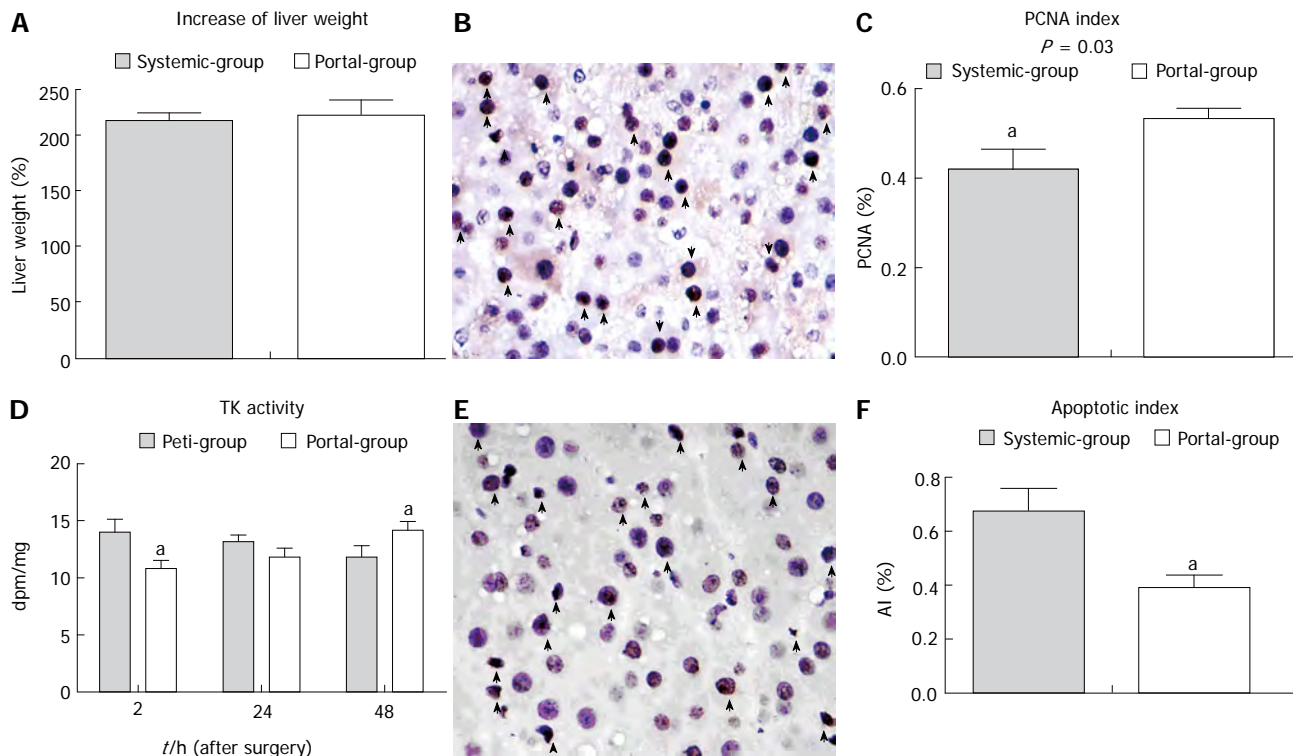 A
Increase of liver weight
Systemic-group Portal-group
250
200
150
100
50
0
Liver weight (%)
B
C
PCNA index
P = 0.03
Systemic-group Portal-group
0.6
0.4
0.2
0.0
PCNA (%)
a
D
TK activity
Peti-group Portal-group
20
15
10
5
0
dpm/mg
a
a
2 24 48
t/h (after surgery)
E
F
Apoptotic index
Systemic-group Portal-group
0.8
0.6
0.4
0.2
0.0
AI (%)
a